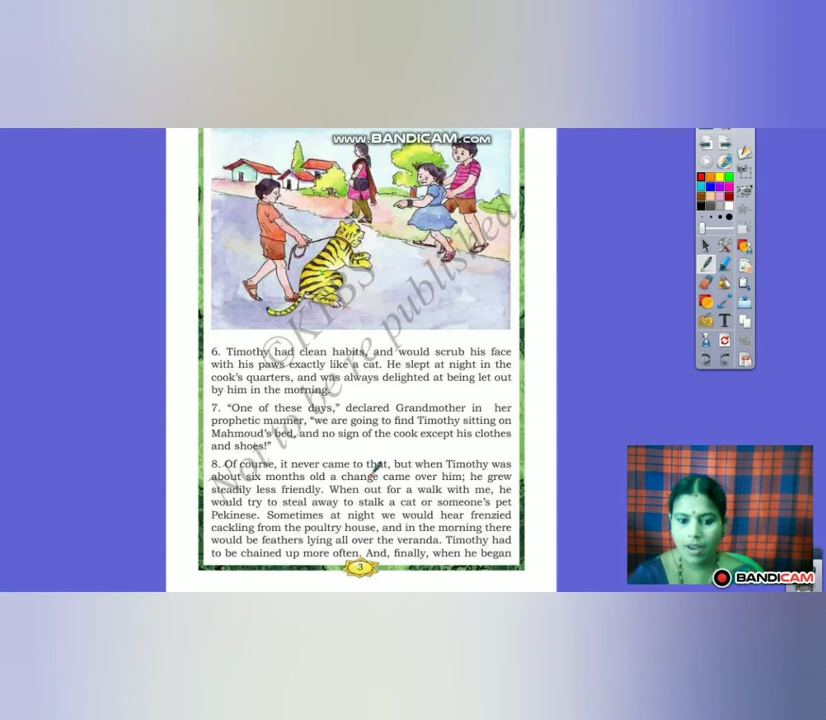 www.BANDICAM.com
6. Timothy had clean habits, and would scrub his face
with his paws exactly like a cat. He slept at night in the
cook's quarters, and was always delighted at being let out
by him in the morning.
7. "One of these days," declared Grandmother in her
prophetic manner, "we are going to find Timothy sitting on
Mahmoud's bed, and no sign of the cook except his clothes
and shoes!"
8. Of course, it never came to that, but when Timothy was
about six months old a change came over him; he grew
steadily less friendly. When out for a walk with me, he
would try to steal away to stalk a cat or someone's pet
Pekinese. Sometimes at night we would hear frenzied
cackling from the poultry house, and in the morning there
would be feathers lying all over the veranda. Timothy had
to be chained up more often. And, finally, when he began
3
©KTBS
Not to be re published
BANDICAM